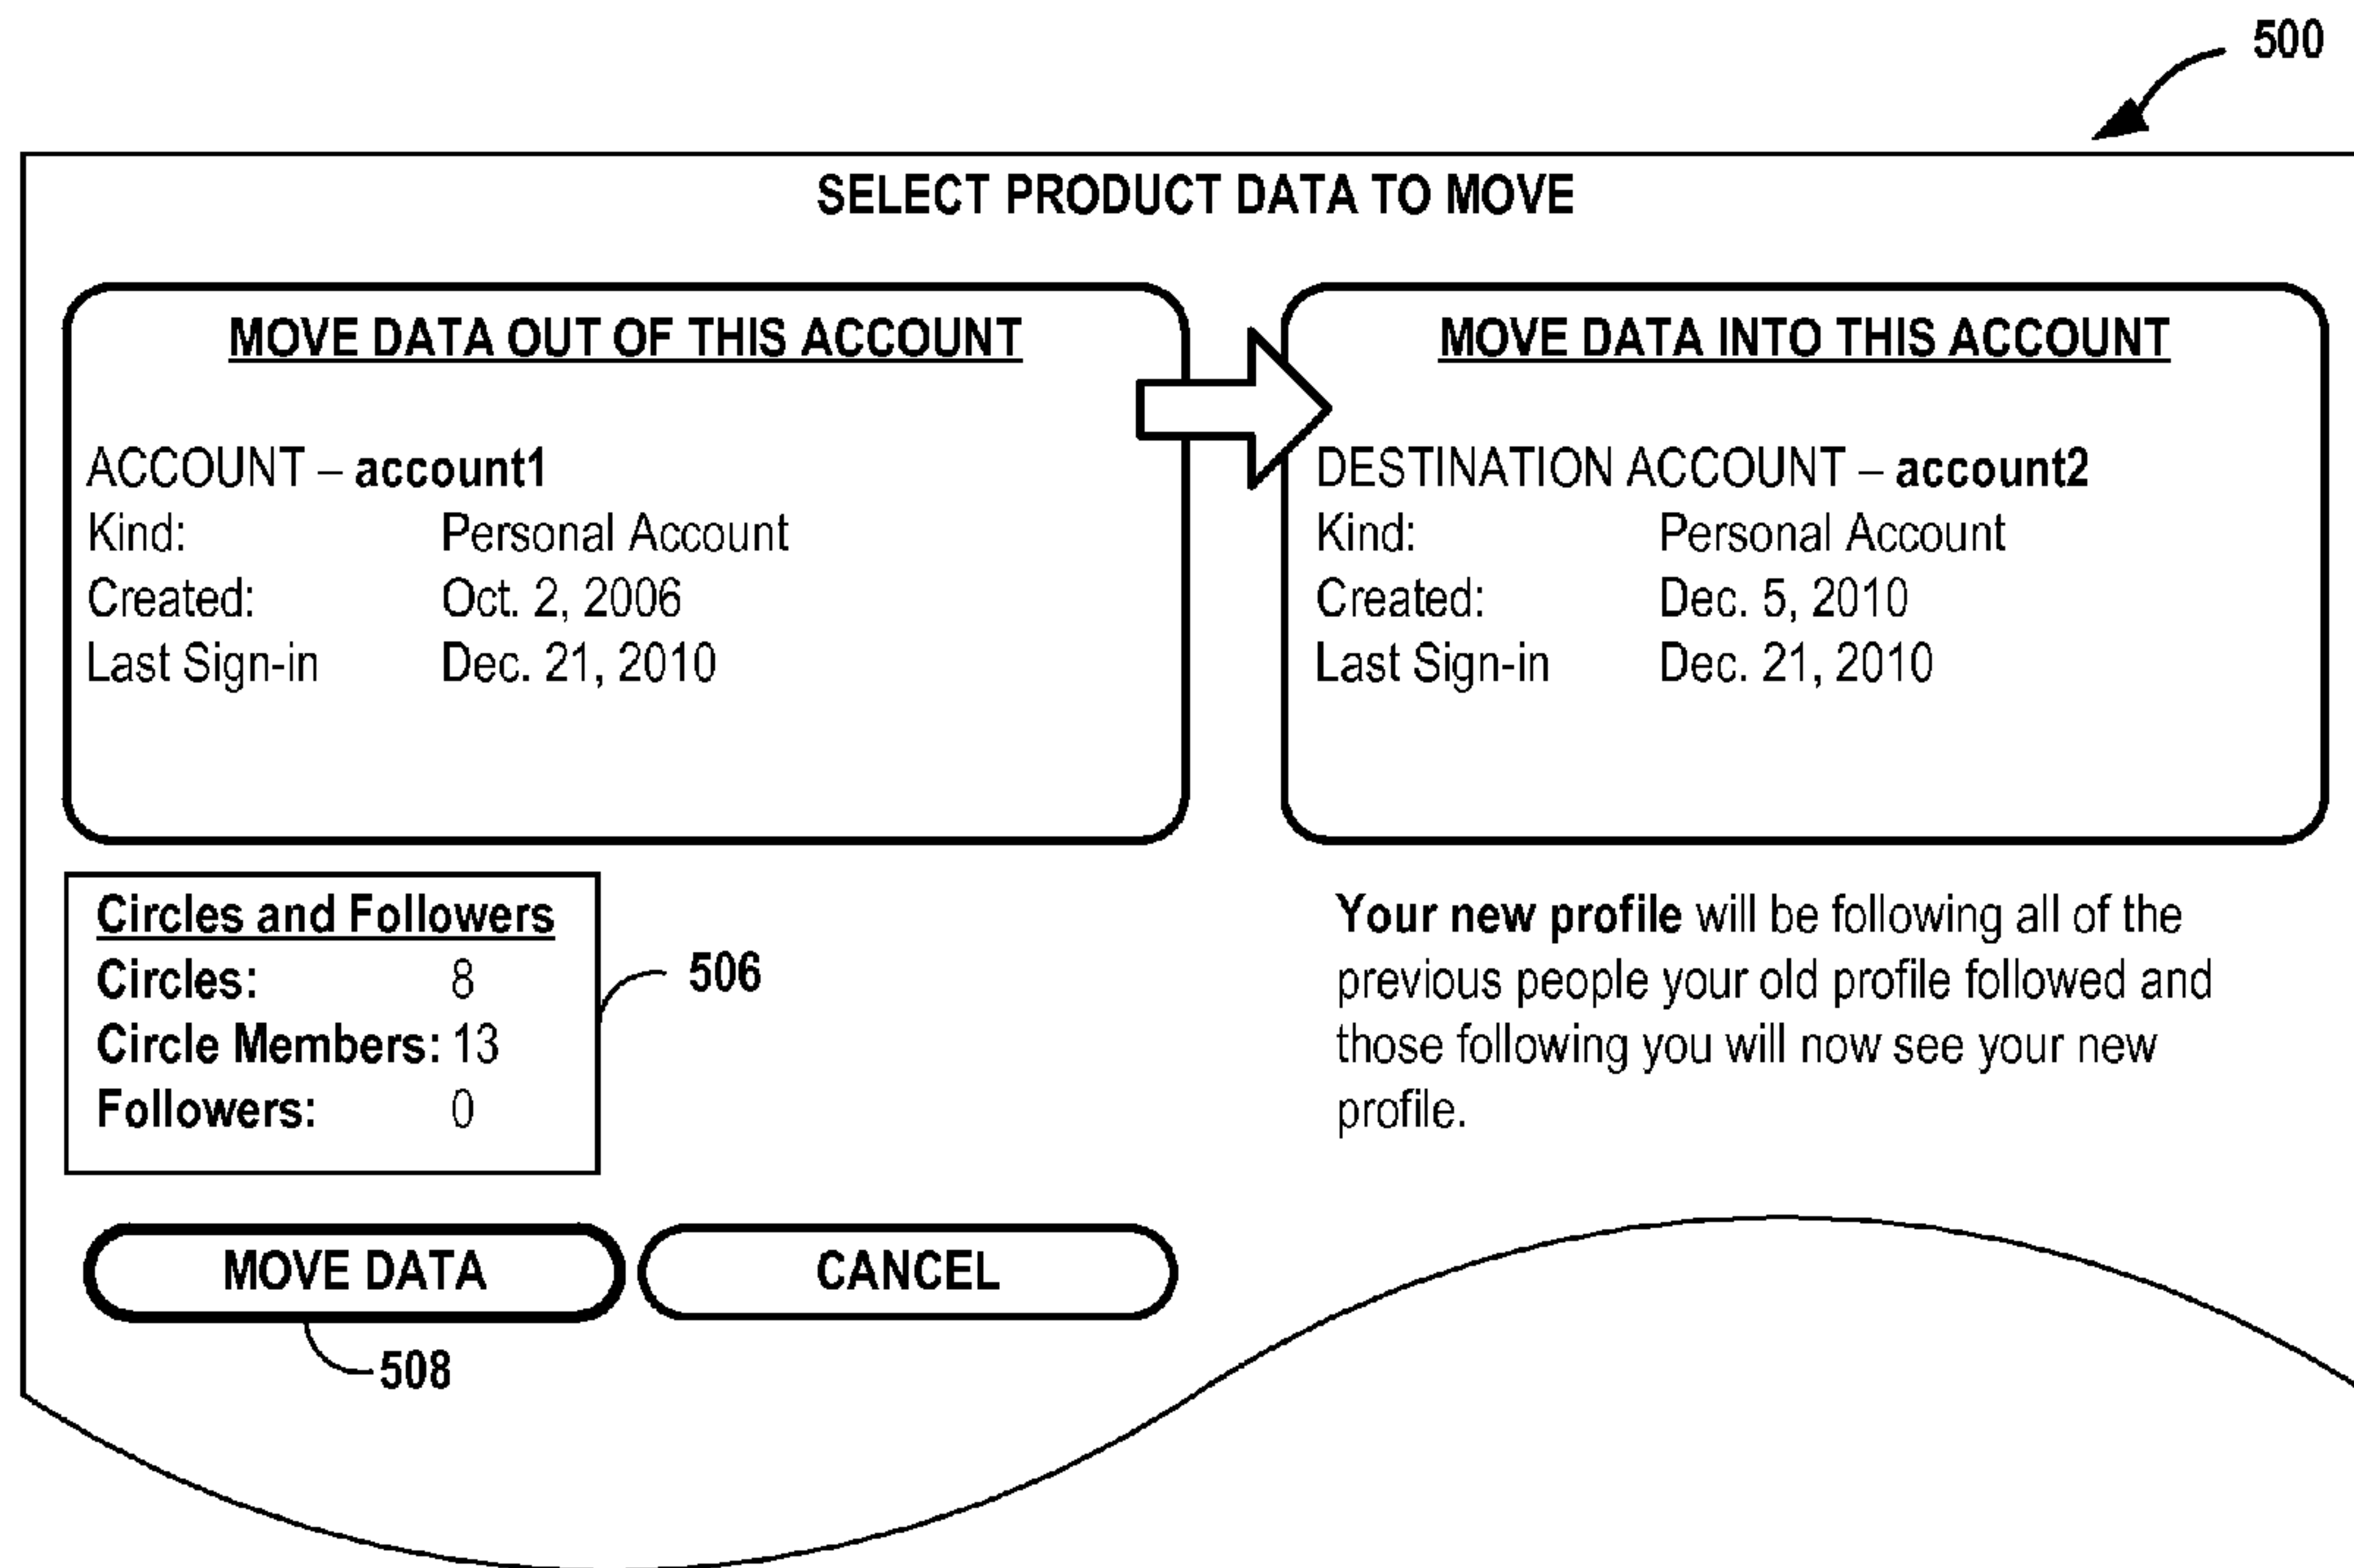 500
SELECT PRODUCT DATA TO MOVE
MOVE DATA OUT OF THIS ACCOUNT
ACCOUNT – account1
Kind: Personal Account
Created: Oct. 2, 2006
Last Sign-in Dec. 21, 2010
MOVE DATA INTO THIS ACCOUNT
DESTINATION ACCOUNT – account2
Kind: Personal Account
Created: Dec. 5, 2010
Last Sign-in Dec. 21, 2010
Circles and Followers
Circles: 8
Circle Members: 13
Followers: 0
506
Your new profile will be following all of the
previous people your old profile followed and
those following you will now see your new
profile.
MOVE DATA
CANCEL
508